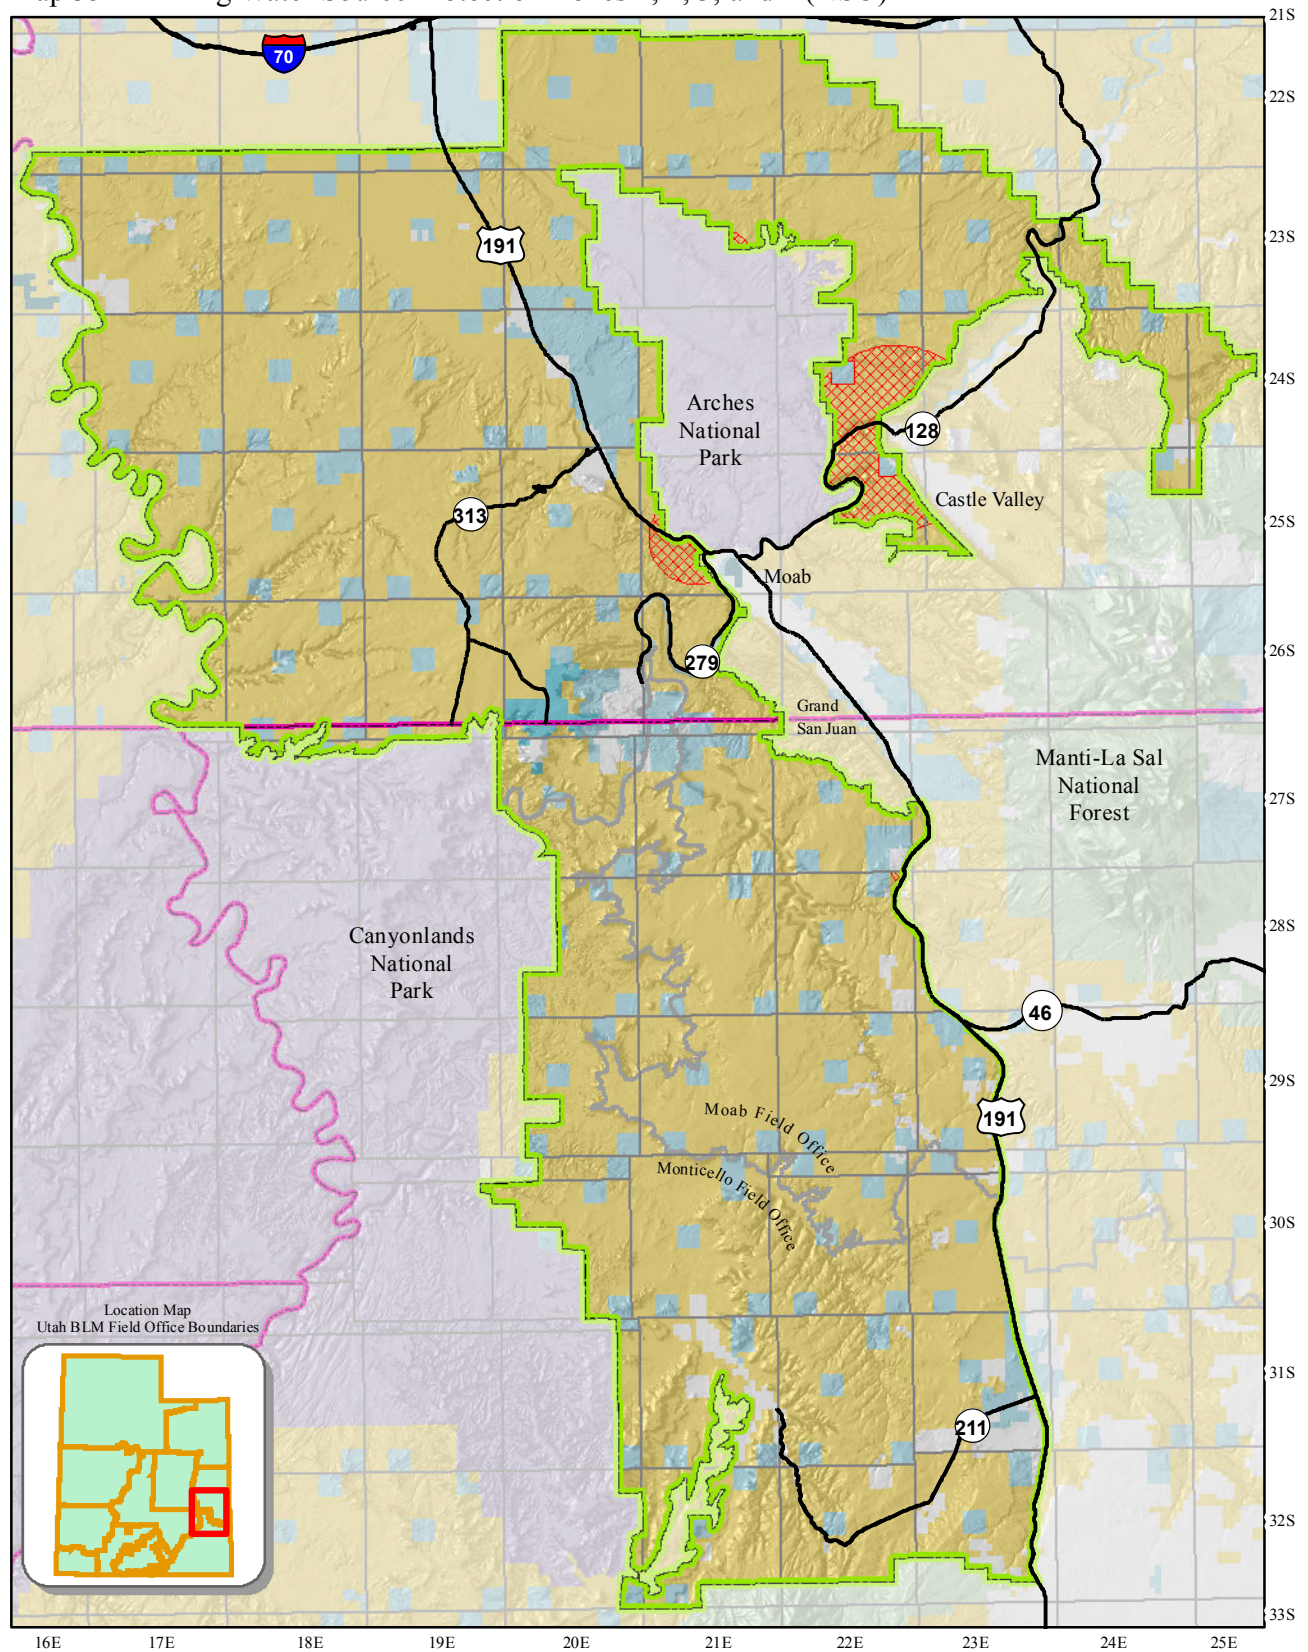 21S
70
22S
191
23S
24S
Arches
National
Park
128
Castle Valley
313
25S
Moab
279
26S
Grand
San Juan
Manti-La Sal
National
Forest
27S
28S
Canyonlands
National
Park
46
29S
191
Moab Field Office
Monticello Field Office
30S
Location Map
Utah BLM Field Office Boundaries
31S
211
32S
33S
16E 17E 18E 19E 20E 21E 22E 23E 24E 25E